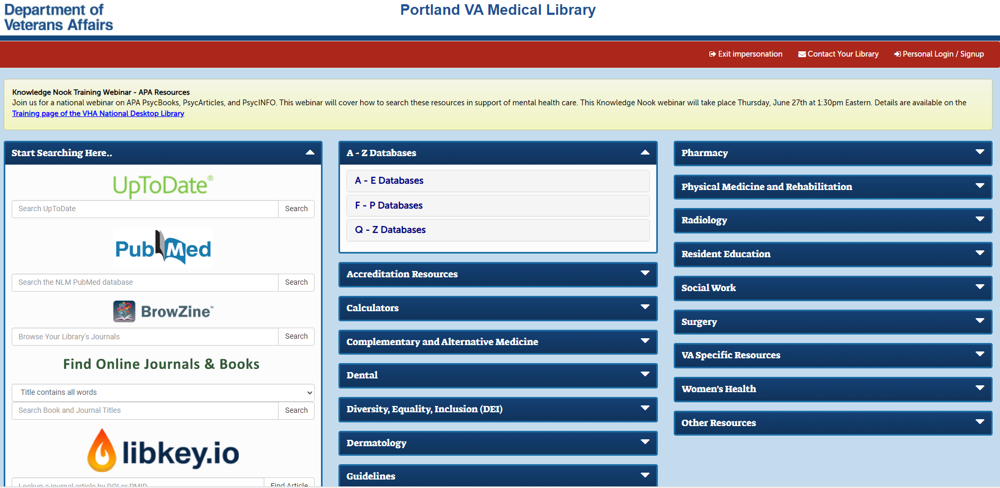 Department of
Veterans Affairs
Portland VA Medical Library
Exit impersonation
Contact Your Library
Personal Login / Signup
Knowledge Nook Training Webinar - APA Resources
Join us for a national webinar on APA PsycBooks, PsycArticles, and PsycINFO. This webinar will cover how to search these resources in support of mental health care. This Knowledge Nook webinar will take place Thursday, June 27th at 1:30pm Eastern. Details are available on the
Training page of the VHA National Desktop Library
Start Searching Here..
UpToDate®
Search UpToDate
Search
PubMed
Search the NLM PubMed database
Search
BrowZine™
Browse Your Library's Journals
Search
Find Online Journals & Books
Title contains all words
Search Book and Journal Titles
Search
libkey.io
Lookup a journal article by DOI or PMID
Find Article
A - Z Databases
A - E Databases
F - P Databases
Q - Z Databases
Accreditation Resources
Calculators
Complementary and Alternative Medicine
Dental
Diversity, Equality, Inclusion (DEI)
Dermatology
Guidelines
Pharmacy
Physical Medicine and Rehabilitation
Radiology
Resident Education
Social Work
Surgery
VA Specific Resources
Women's Health
Other Resources